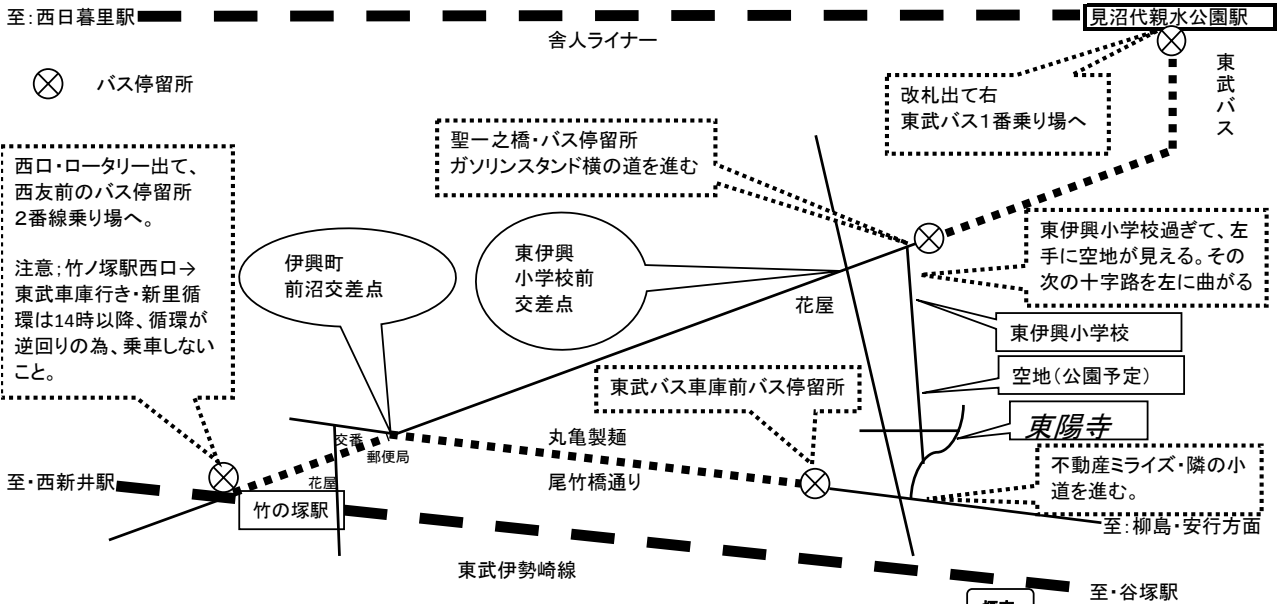 至:西日暮里駅
見沼代親水公園駅
舎人ライナー
バス停留所
東武バス
改札出て右
東武バス1番乗り場へ
聖一之橋・バス停留所
ガソリンスタンド横の道を進む
西口・ロータリー出て、
西友前のバス停留所
2番線乗り場へ。
注意;竹ノ塚駅西口→
東武車庫行き・新里循
環は14時以降、循環が
逆回りの為、乗車しない
こと。
伊興町
前沼交差点
東伊興
小学校前
交差点
花屋
東伊興小学校過ぎて、左
手に空地が見える。その
次の十字路を左に曲がる
東伊興小学校
空地(公園予定)
東武バス車庫前バス停留所
東陽寺
交番
郵便局
丸亀製麺
尾竹橋通り
花屋
不動産ミライズ・隣の小
道を進む。
至・西新井駅
竹の塚駅
至:柳島・安行方面
東武伊勢崎線
至・谷塚駅